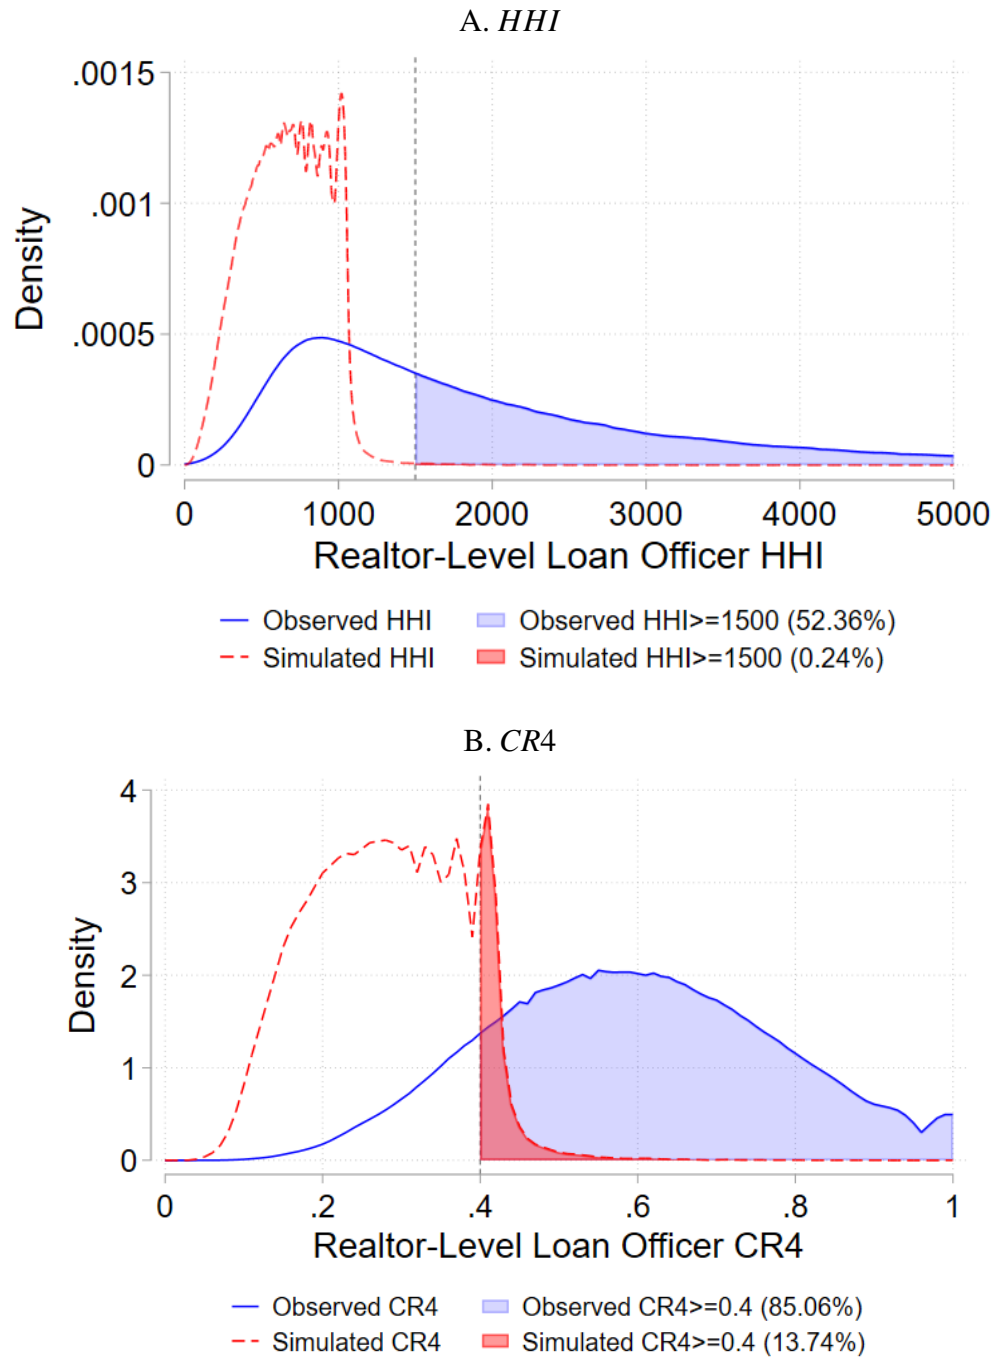 A. HHI
.0015
.001
.0005
0
Density
0 1000 2000 3000 4000 5000
Realtor-Level Loan Officer HHI
Observed HHI Observed HHI>=1500 (52.36%)
Simulated HHI Simulated HHI>=1500 (0.24%)
B. CR4
4
3
2
1
0
Density
0 .2 .4 .6 .8 1
Realtor-Level Loan Officer CR4
Observed CR4 Observed CR4>=0.4 (85.06%)
Simulated CR4 Simulated CR4>=0.4 (13.74%)